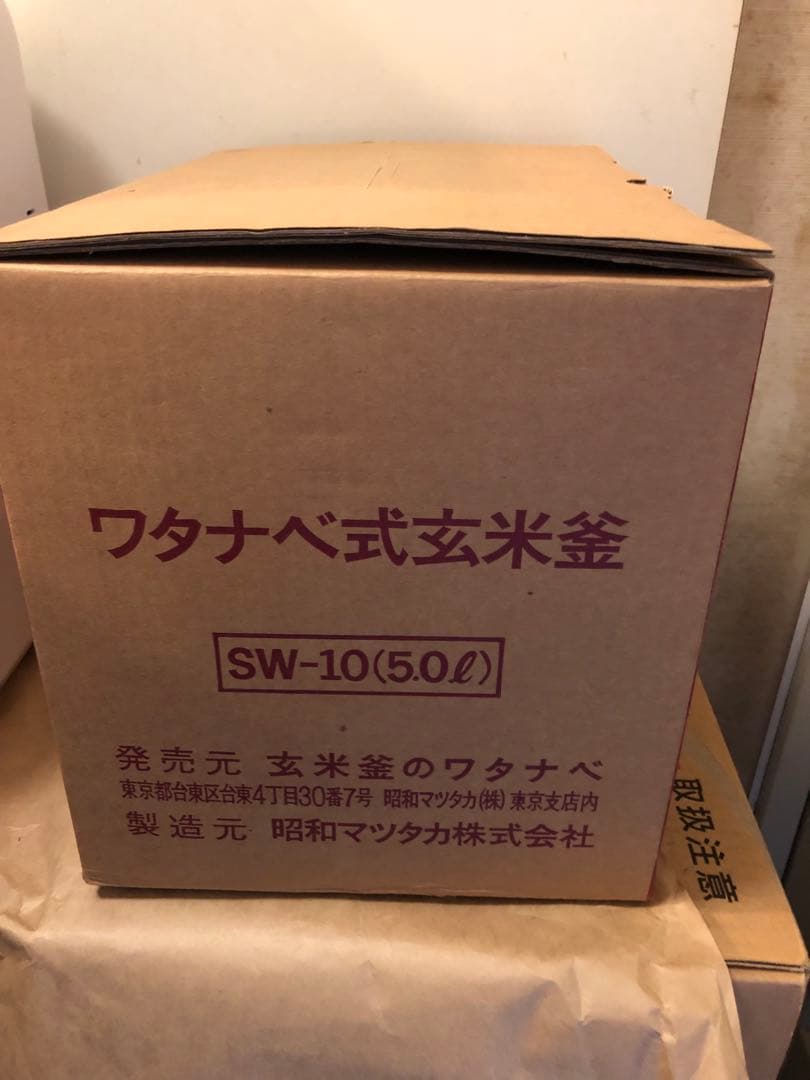 ワタナベ式玄米釜
SW-10(5.0ℓ)
発売元 玄米釜のワタナベ
東京都台東区台東4丁目30番7号 昭和マツタカ(株)東京支店内
製造元 昭和マツタカ株式会社
取扱注意